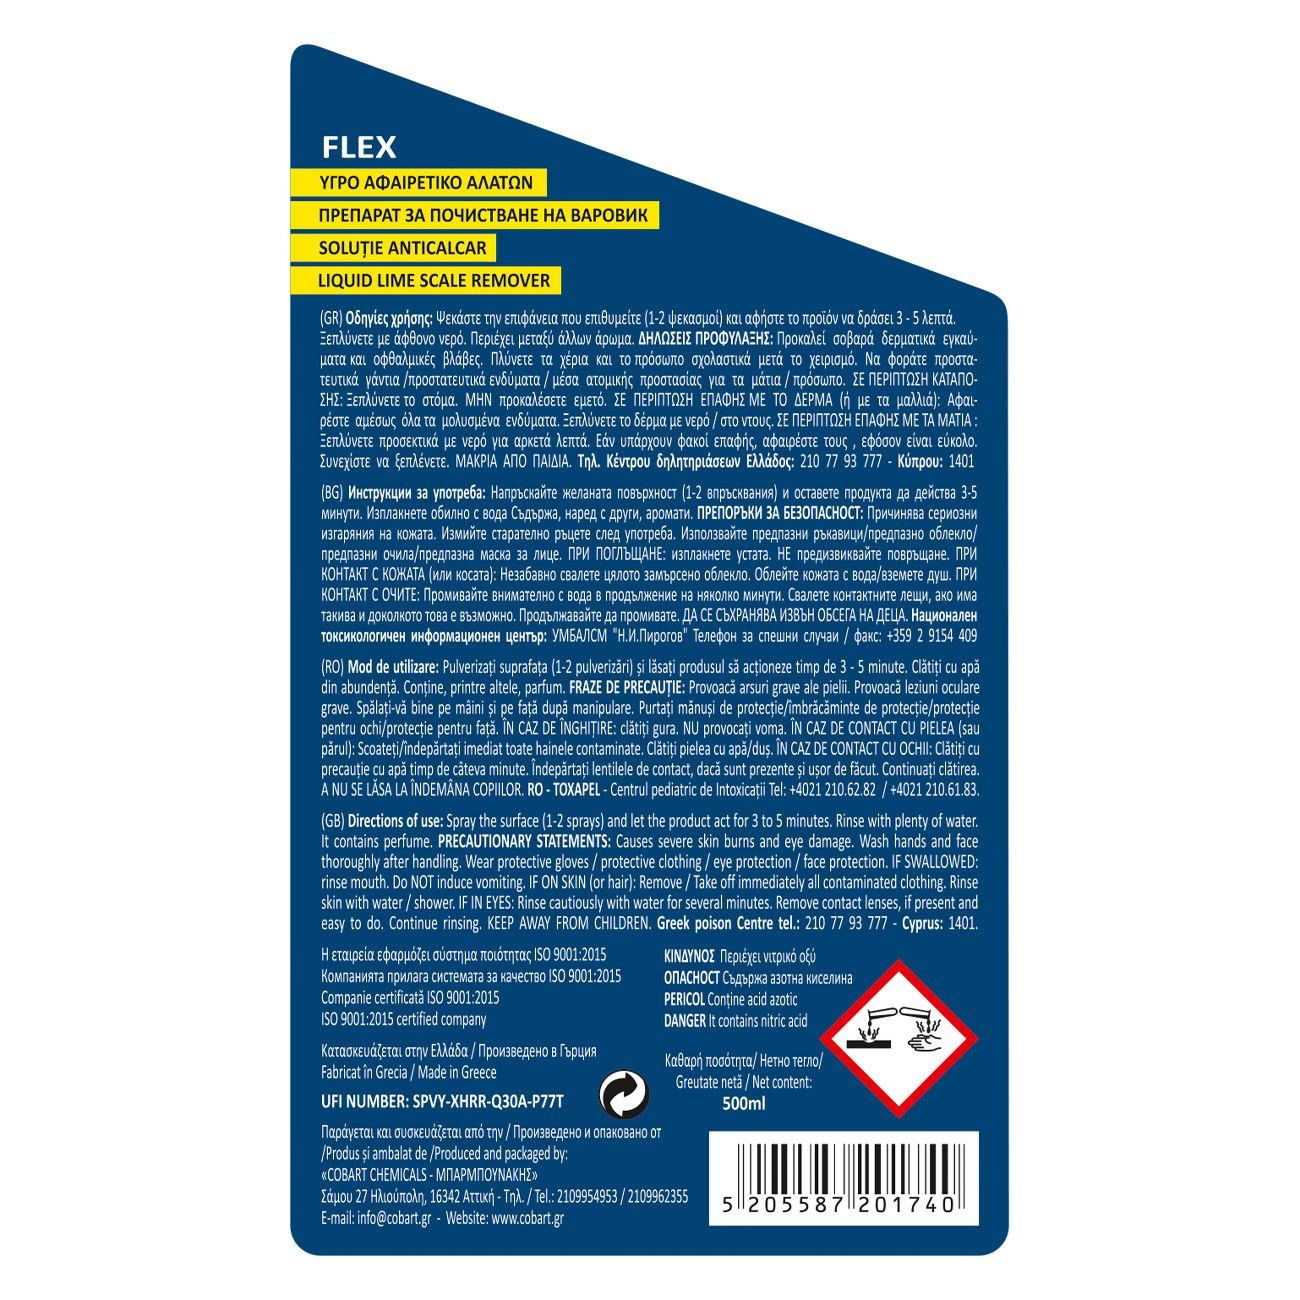 FLEX
ΥΓΡΟ ΑΦΑΙΡΕΤΙΚΟ ΑΛΑΤΩΝ
ПРЕПАРАТ ЗА ПОЧИСТВАНЕ НА ВАРОВИК
SOLUȚIE ANTICALCAR
LIQUID LIME SCALE REMOVER
(GR) Οδηγίες χρήσης: Ψεκάστε την επιφάνεια που επιθυμείτε (1-2 ψεκασμοί) και αφήστε το προϊόν να δράσει 3 - 5 λεπτά.
Ξεπλύνετε με άφθονο νερό. Περιέχει μεταξύ άλλων άρωμα. ΔΗΛΩΣΕΙΣ ΠΡΟΦΥΛΑΞΗΣ: Προκαλεί σοβαρά δερματικά εγκαύ-
ματα και οφθαλμικές βλάβες. Πλύνετε τα χέρια και το πρόσωπο σχολαστικά μετά το χειρισμό. Να φοράτε προστα-
τευτικά γάντια /προστατευτικά ενδύματα / μέσα ατομικής προστασίας για τα μάτια / πρόσωπο. ΣΕ ΠΕΡΙΠΤΩΣΗ ΚΑΤΑΠΟ-
ΣΗΣ: Ξεπλύνετε το στόμα. ΜΗΝ προκαλέσετε εμετό. ΣΕ ΠΕΡΙΠΤΩΣΗ ΕΠΑΦΗΣ ΜΕ ΤΟ ΔΕΡΜΑ (ή με τα μαλλιά): Αφαι-
ρέστε αμέσως όλα τα μολυσμένα ενδύματα. Ξεπλύνετε το δέρμα με νερό / στο ντους. ΣΕ ΠΕΡΙΠΤΩΣΗ ΕΠΑΦΗΣ ΜΕ ΤΑ ΜΑΤΙΑ :
Ξεπλύνετε προσεκτικά με νερό για αρκετά λεπτά. Εάν υπάρχουν φακοί επαφής, αφαιρέστε τους , εφόσον είναι εύκολο.
Συνεχίστε να ξεπλένετε. ΜΑΚΡΙΑ ΑΠΟ ΠΑΙΔΙΑ. Τηλ. Κέντρου δηλητηριάσεων Ελλάδος: 210 77 93 777 - Κύπρου: 1401
(BG) Инструкции за употреба: Напръскайте желаната повърхност (1-2 впръсквания) и оставете продукта да действа 3-5
минути. Изплакнете обилно с вода Съдържа, наред с други, аромати. ПРЕПОРЪКИ ЗА БЕЗОПАСНОСТ: Причинява сериозни
изгаряния на кожата. Измийте старателно ръцете след употреба. Използвайте предпазни ръкавици/предпазно облекло/
предпазни очила/предпазна маска за лице. ПРИ ПОГЛЪЩАНЕ: изплакнете устата. НЕ предизвиквайте повръщане. ПРИ
КОНТАКТ С КОЖАТА (или косата): Незабавно свалете цялото замърсено облекло. Облейте кожата с вода/вземете душ. ПРИ
КОНТАКТ С ОЧИТЕ: Промивайте внимателно с вода в продължение на няколко минути. Свалете контактните лещи, ако има
такива и доколкото това е възможно. Продължавайте да промивате. ДА СЕ СЪХРАНЯВА ИЗВЪН ОБСЕГА НА ДЕЦА. Национален
токсикологичен информационен център: УМБАЛСМ "Н.И.Пирогов" Телефон за спешни случаи / факс: +359 2 9154 409
(RO) Mod de utilizare: Pulverizați suprafața (1-2 pulverizări) și lăsați produsul să acționeze timp de 3 - 5 minute. Clătiți cu apă
din abundență. Conține, printre altele, parfum. FRAZE DE PRECAUȚIE: Provoacă arsuri grave ale pielii. Provoacă leziuni oculare
grave. Spălați-vă bine pe mâini și pe față după manipulare. Purtați mănuși de protecție/îmbrăcăminte de protecție/protecție
pentru ochi/protecție pentru față. ÎN CAZ DE ÎNGHIȚIRE: clătiți gura. NU provocați voma. ÎN CAZ DE CONTACT CU PIELEA (sau
părul): Scoateți/îndepărtați imediat toate hainele contaminate. Clătiți pielea cu apă/duș. ÎN CAZ DE CONTACT CU OCHII: Clătiți cu
precauție cu apă timp de câteva minute. Îndepărtați lentilele de contact, dacă sunt prezente și ușor de făcut. Continuați clătirea.
A NU SE LĂSA LA ÎNDEMÂNA COPIILOR. RO - TOXAPEL - Centrul pediatric de Intoxicații Tel: +4021 210.62.82 / +4021 210.61.83.
(GB) Directions of use: Spray the surface (1-2 sprays) and let the product act for 3 to 5 minutes. Rinse with plenty of water.
It contains perfume. PRECAUTIONARY STATEMENTS: Causes severe skin burns and eye damage. Wash hands and face
thoroughly after handling. Wear protective gloves / protective clothing / eye protection / face protection. IF SWALLOWED:
rinse mouth. Do NOT induce vomiting. IF ON SKIN (or hair): Remove / Take off immediately all contaminated clothing. Rinse
skin with water / shower. IF IN EYES: Rinse cautiously with water for several minutes. Remove contact lenses, if present and
easy to do. Continue rinsing. KEEP AWAY FROM CHILDREN. Greek poison Centre tel.: 210 77 93 777 - Cyprus: 1401.
Η εταιρεία εφαρμόζει σύστημα ποιότητας ISO 9001:2015
Компанията прилага системата за качество ISO 9001:2015
Companie certificată ISO 9001:2015
ISO 9001:2015 certified company
ΚΙΝΔΥΝΟΣ Περιέχει νιτρικό οξύ
ОПАСНОСТ Съдържа азотна киселина
PERICOL Conține acid azotic
DANGER It contains nitric acid
Κατασκευάζεται στην Ελλάδα / Произведено в Гърция
Fabricat în Grecia / Made in Greece
Καθαρή ποσότητα/ Нетно тегло/
Greutate netă / Net content:
500ml
UFI NUMBER: SPVY-XHRR-Q30A-P77T
Παράγεται και συσκευάζεται από την / Произведено и опаковано от
/Produs și ambalat de /Produced and packaged by:
«COBART CHEMICALS - ΜΠΑΡΜΠΟΥΝΑΚΗΣ»
Σάμου 27 Ηλιούπολη, 16342 Αττική - Τηλ. / Tel.: 2109954953 / 2109962355
E-mail: info@cobart.gr - Website: www.cobart.gr
5 205587 201740